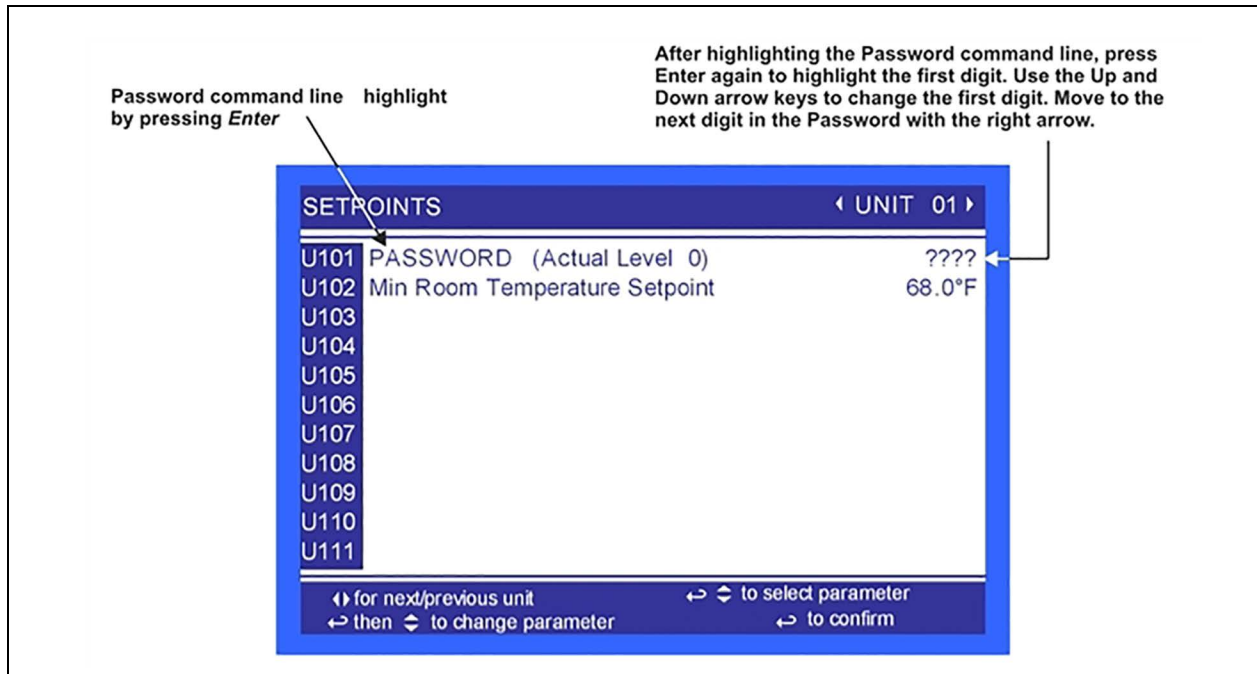 Password command line highlight
by pressing Enter
After highlighting the Password command line, press
Enter again to highlight the first digit. Use the Up and
Down arrow keys to change the first digit. Move to the
next digit in the Password with the right arrow.
SETPOINTS UNIT 01
U101 PASSWORD (Actual Level 0) ????
U102 Min Room Temperature Setpoint 68.0°F
U103
U104
U105
U106
U107
U108
U109
U110
U111
for next/previous unit
then to change parameter
to select parameter
to confirm